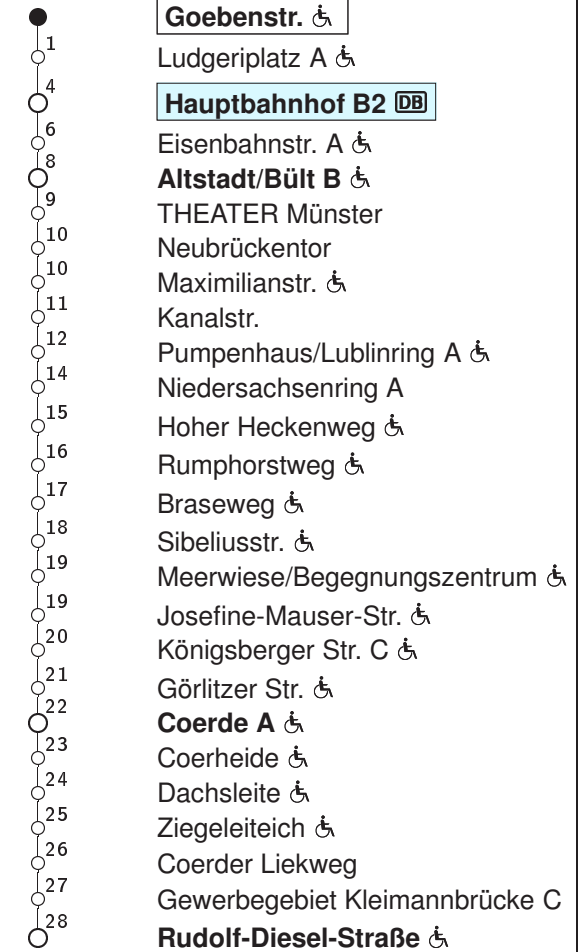 Goebenstr.
1 Ludgeriplatz A
4 Hauptbahnhof B2 DB
6 Eisenbahnstr. A
8 Altstadt/Bült B
9 THEATER Münster
10 Neubrückentor
10 Maximilianstr.
11 Kanalstr.
12 Pumpenhaus/Lublinring A
14 Niedersachsenring A
15 Hoher Heckenweg
16 Rumphorstweg
17 Braseweg
18 Sibeliusstr.
19 Meerwiese/Begegnungszentrum
19 Josefine-Mauser-Str.
20 Königsberger Str. C
21 Görlitzer Str.
22 Coerde A
23 Coerheide
24 Dachsleite
25 Ziegeleiteich
26 Coerder Liekweg
27 Gewerbegebiet Kleimannbrücke C
28 Rudolf-Diesel-Straße